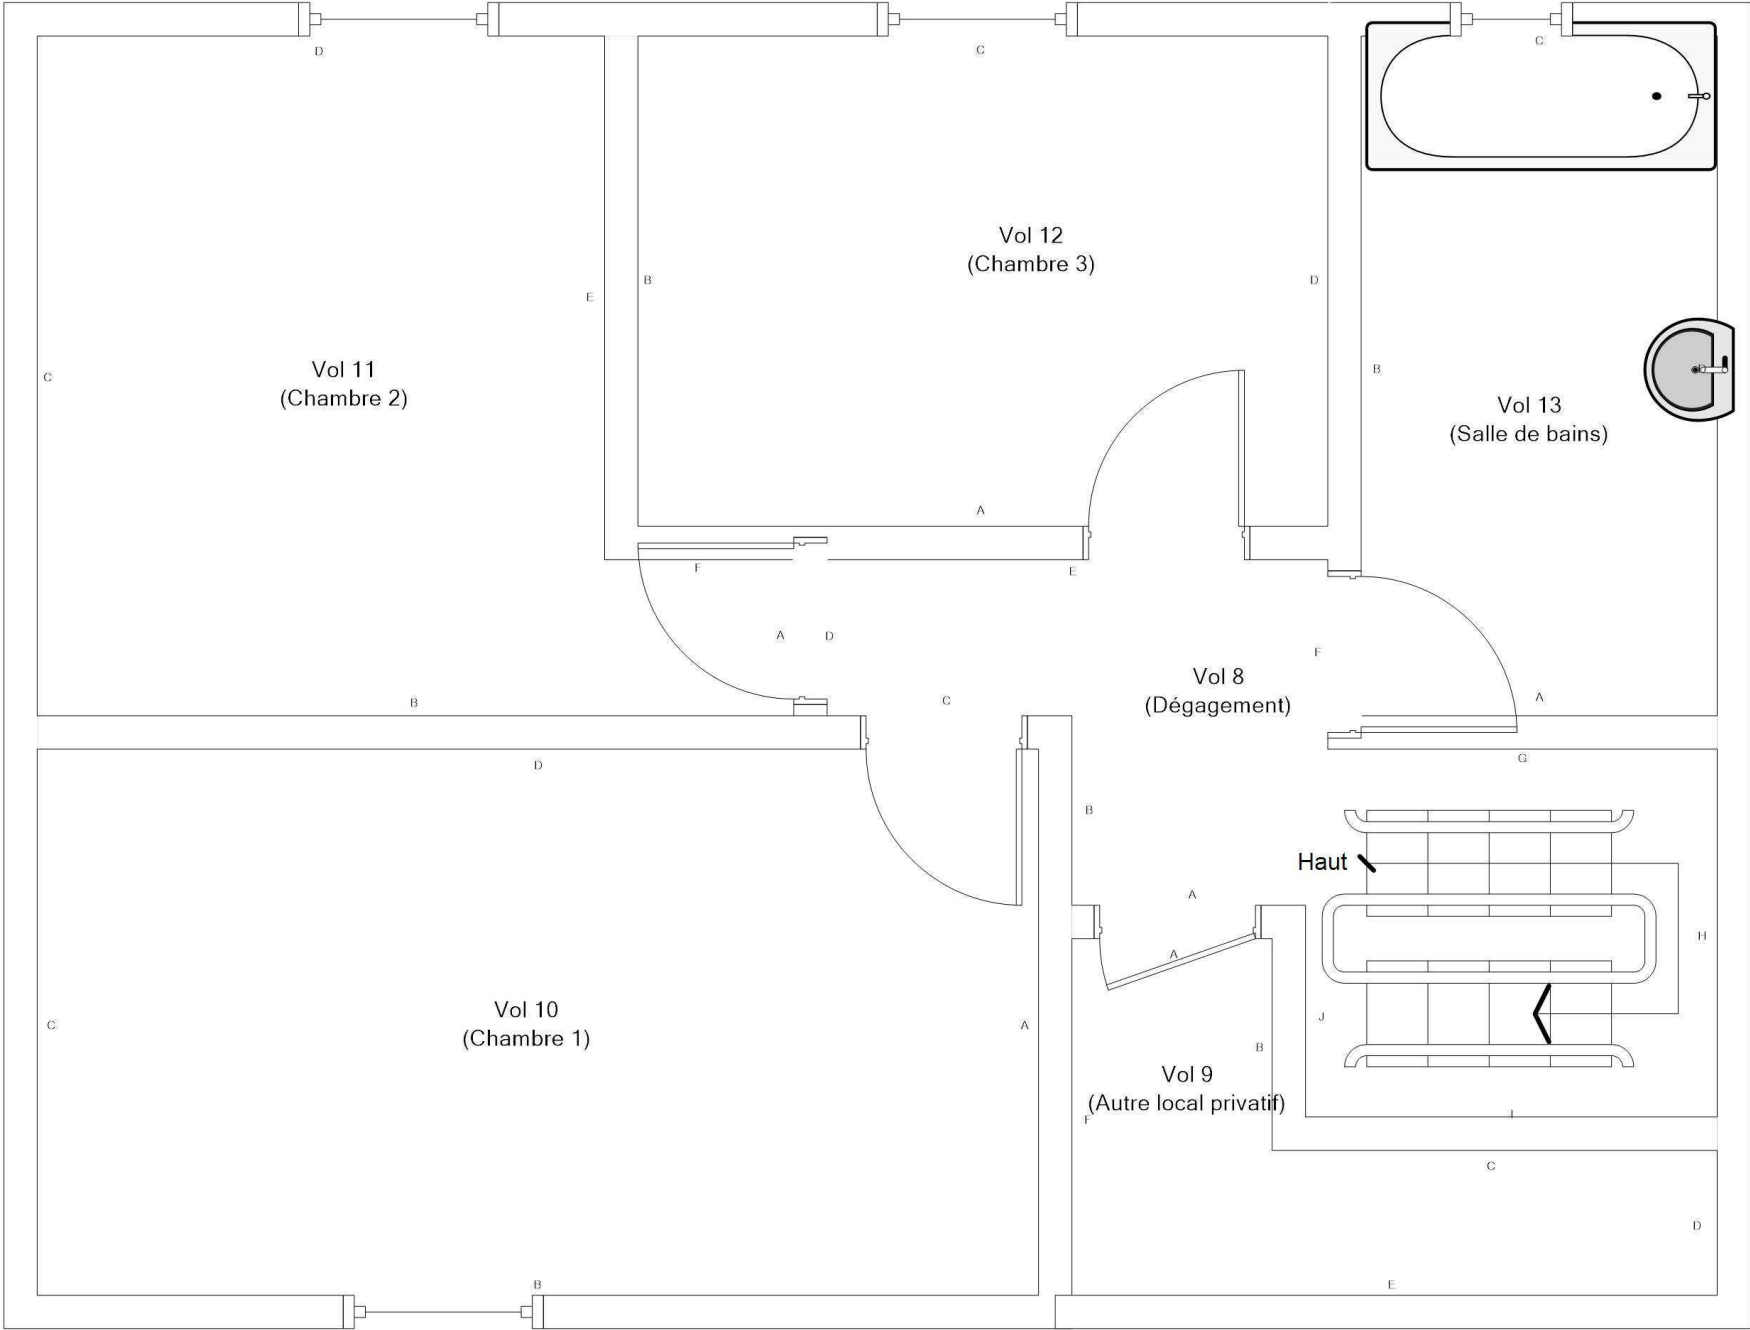 D
C
C
Vol 12
(Chambre 3)
B
D
E
Vol 11
(Chambre 2)
C
B
Vol 13
(Salle de bains)
A
F
E
A
D
F
Vol 8
(Dégagement)
B
C
A
D
G
B
Haut
A
H
A
Vol 10
(Chambre 1)
C
A
J
B
Vol 9
(Autre local privatif)
F
I
C
D
B
E